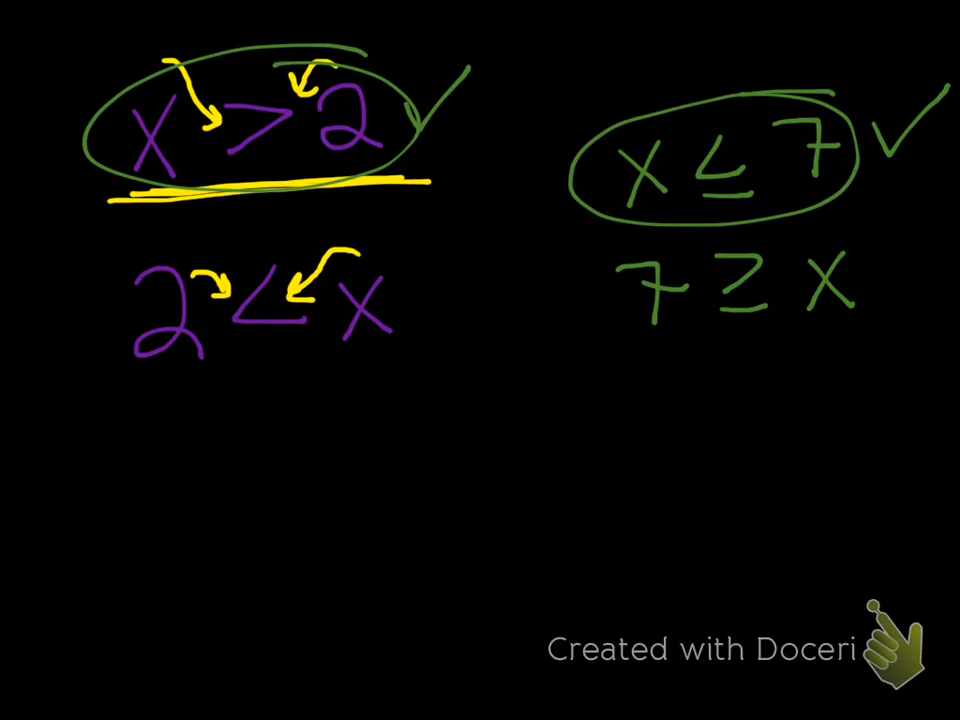 x > 2
2 < x
x ≤ 7
7 ≥ x
Created with Doceri